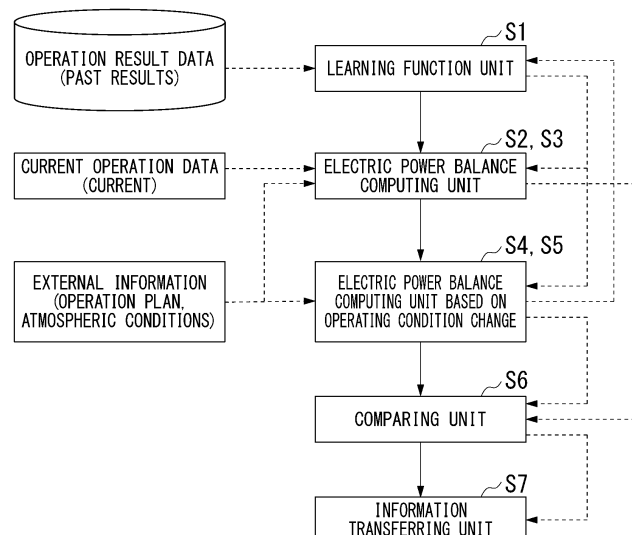 OPERATION RESULT DATA
(PAST RESULTS)
S1
LEARNING FUNCTION UNIT
S2, S3
CURRENT OPERATION DATA
(CURRENT)
ELECTRIC POWER BALANCE
COMPUTING UNIT
S4, S5
EXTERNAL INFORMATION
(OPERATION PLAN,
ATMOSPHERIC CONDITIONS)
ELECTRIC POWER BALANCE
COMPUTING UNIT BASED ON
OPERATING CONDITION CHANGE
S6
COMPARING UNIT
S7
INFORMATION
TRANSFERRING UNIT